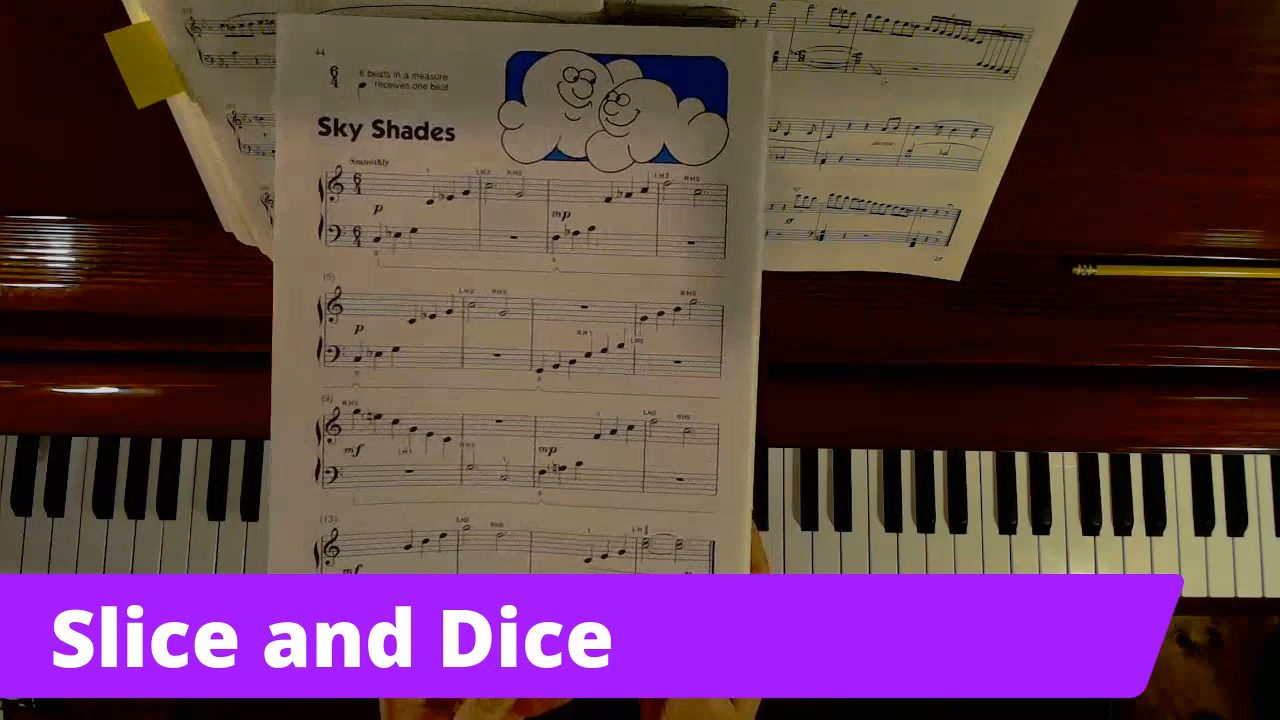 44
6 beats in a measure
receives one beat
Sky Shades
Smoothly
p
mp
(5)
p
(9)
mf
mp
(13)
mf
Slice and Dice